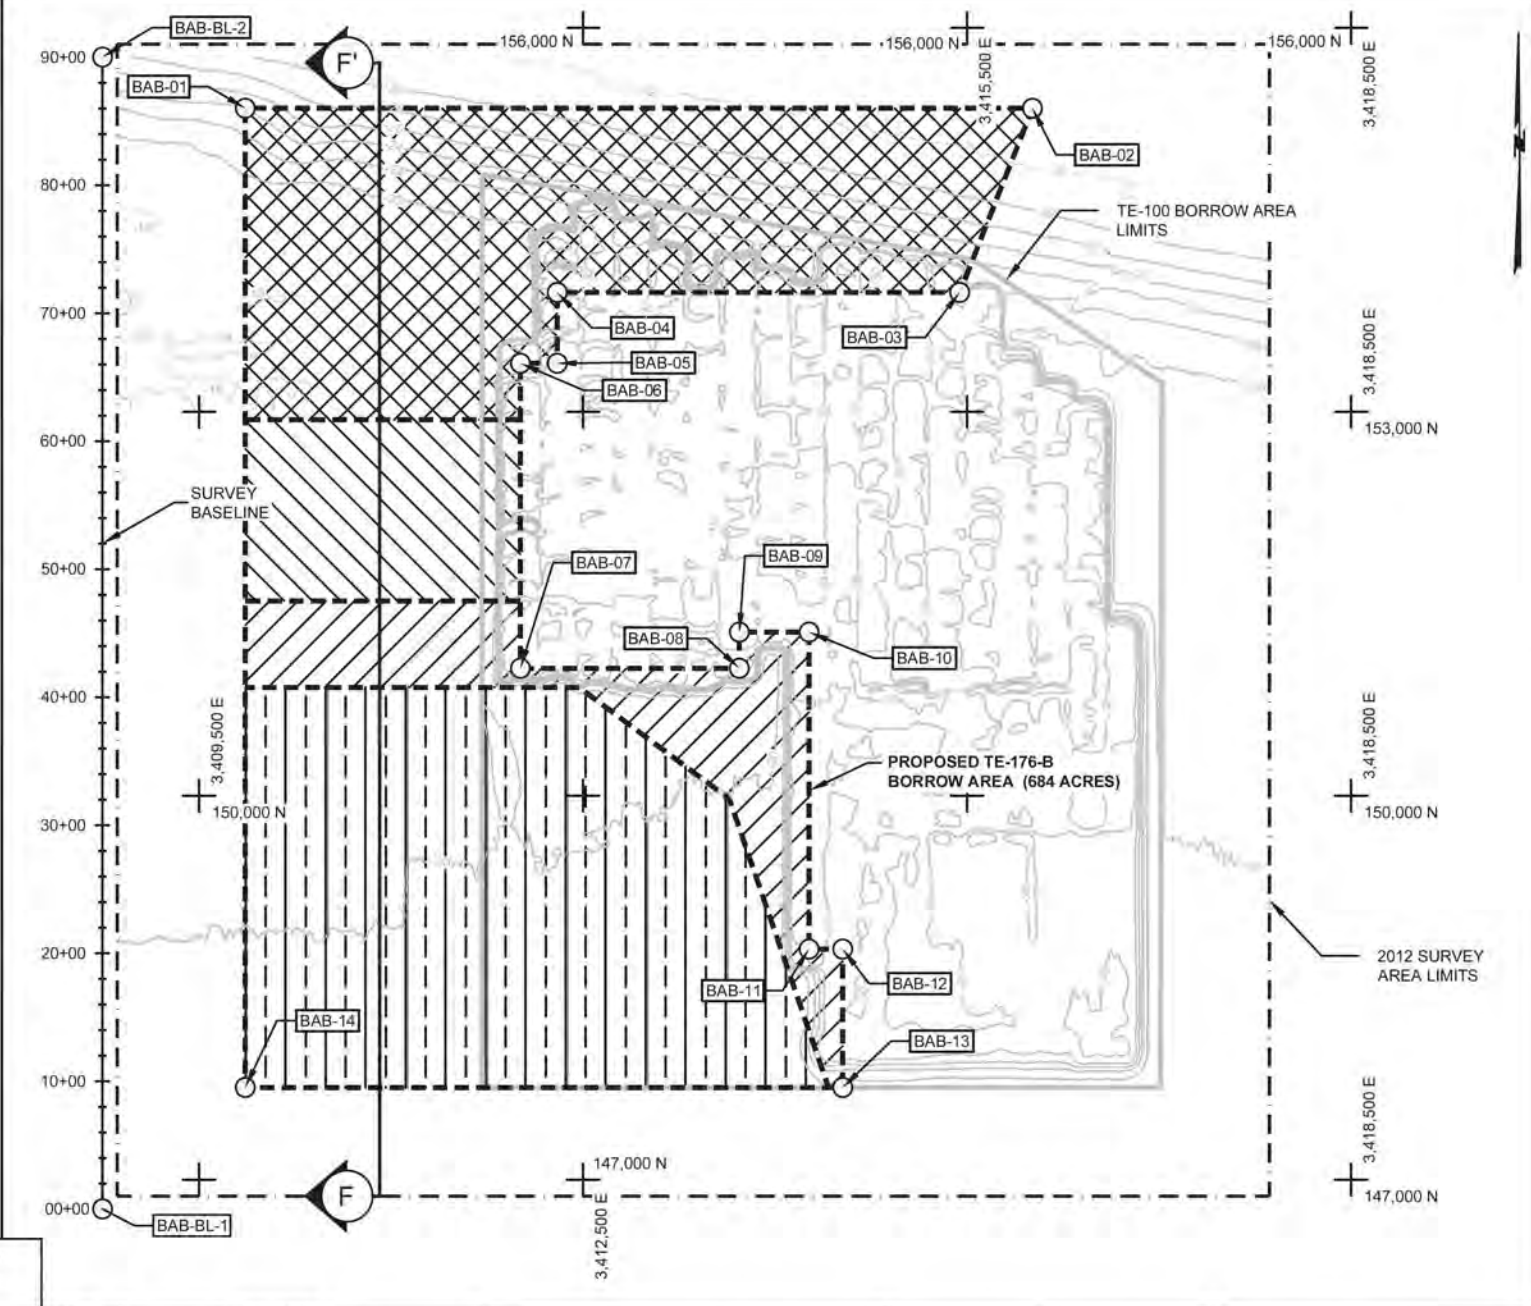 BAB-BL-2
90+00
F'
156,000 N
156,000 N
156,000 N
3,415,500 E
3,418,500 E
N
BAB-01
BAB-02
80+00
TE-100 BORROW AREA
LIMITS
70+00
BAB-04
BAB-03
BAB-05
BAB-06
3,418,500 E
153,000 N
60+00
SURVEY
BASELINE
50+00
BAB-07
BAB-09
BAB-08
BAB-10
40+00
3,409,500 E
3,418,500 E
PROPOSED TE-176-B
BORROW AREA (684 ACRES)
150,000 N
150,000 N
30+00
20+00
BAB-11
BAB-12
2012 SURVEY
AREA LIMITS
BAB-14
BAB-13
10+00
3,418,500 E
147,000 N
147,000 N
00+00
F
BAB-BL-1
3,412,500 E